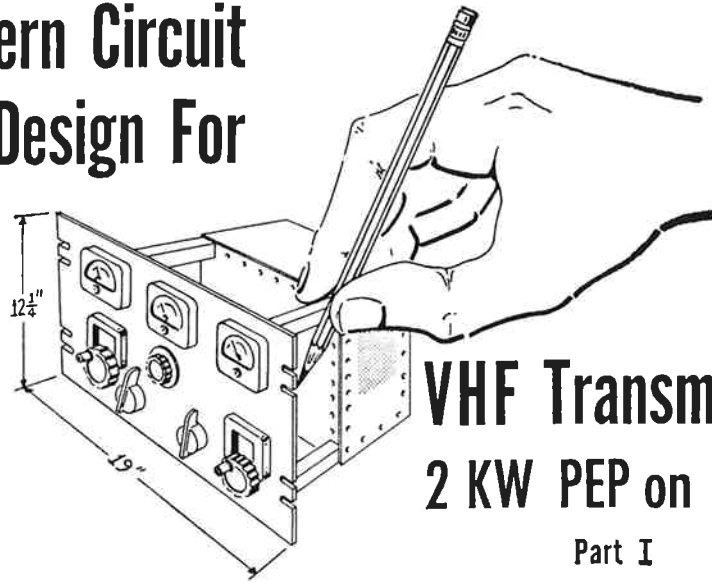 ern Circuit
Design For
12¼"
19"
VHF Transm
2 KW PEP on
Part I